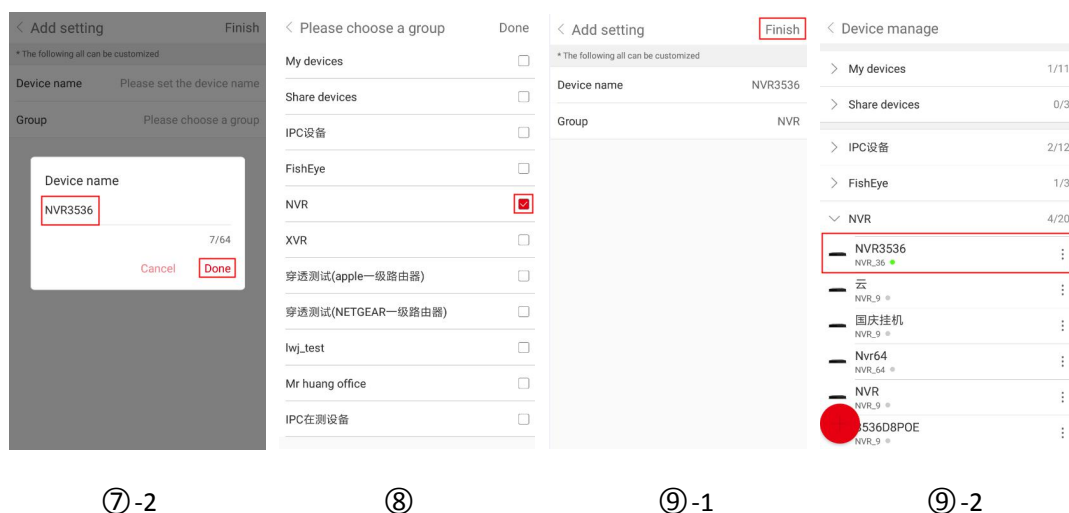 < Add setting Finish
* The following all can be customized
Device name Please set the device name
Group Please choose a group
Device name
NVR3536
7/64
Cancel Done
< Please choose a group Done
My devices
Share devices
IPC设备
FishEye
NVR
XVR
穿透测试(apple一级路由器)
穿透测试(NETGEAR一级路由器)
lwj_test
Mr huang office
IPC在测设备
< Add setting Finish
* The following all can be customized
Device name NVR3536
Group NVR
< Device manage
> My devices 1/11
> Share devices 0/3
> IPC设备 2/12
> FishEye 1/3
NVR 4/20
NVR3536
NVR_36
云
NVR_9
国庆挂机
NVR_9
Nvr64
NVR_64
NVR
NVR_9
3536D8POE
NVR_9
⑦-2 ⑧ ⑨-1 ⑨-2